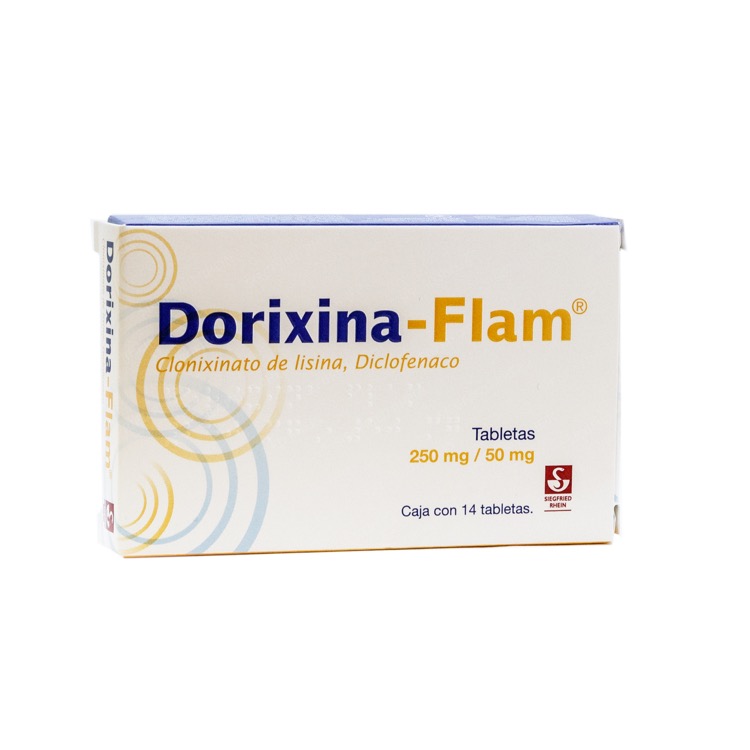 Dorixina-Flam®
Clonixinato de lisina, Diclofenaco
Tabletas
250 mg / 50 mg
Caja con 14 tabletas.
SIEGFRIED
RHEIN
Dorixina-Flam®